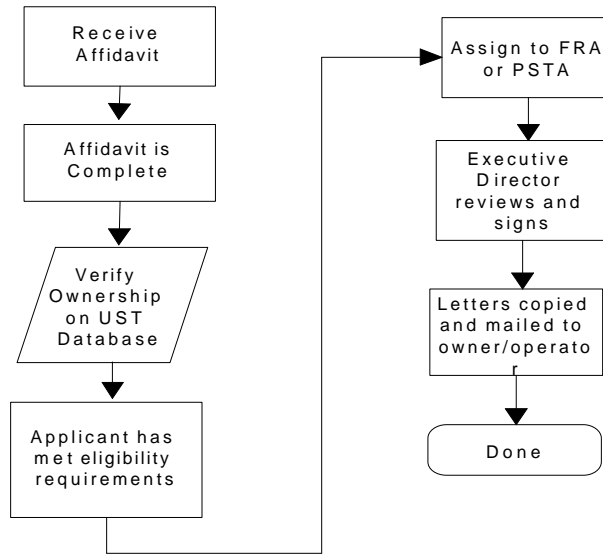 Receive
Affidavit
Affidavit is
Complete
Verify
Ownership
on UST
Database
Applicant has
met eligibility
requirements
Assign to FRA
or PSTA
Executive
Director
reviews and
signs
Letters copied
and mailed to
owner/operato
r
Done